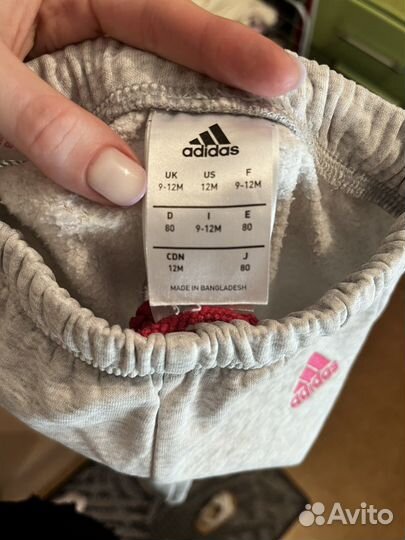 adidas
UK US F
9-12M 12M 9-12M
D I E
80 9-12M 80
CDN J
12M 80
MADE IN BANGLADESH
adidas
Avito